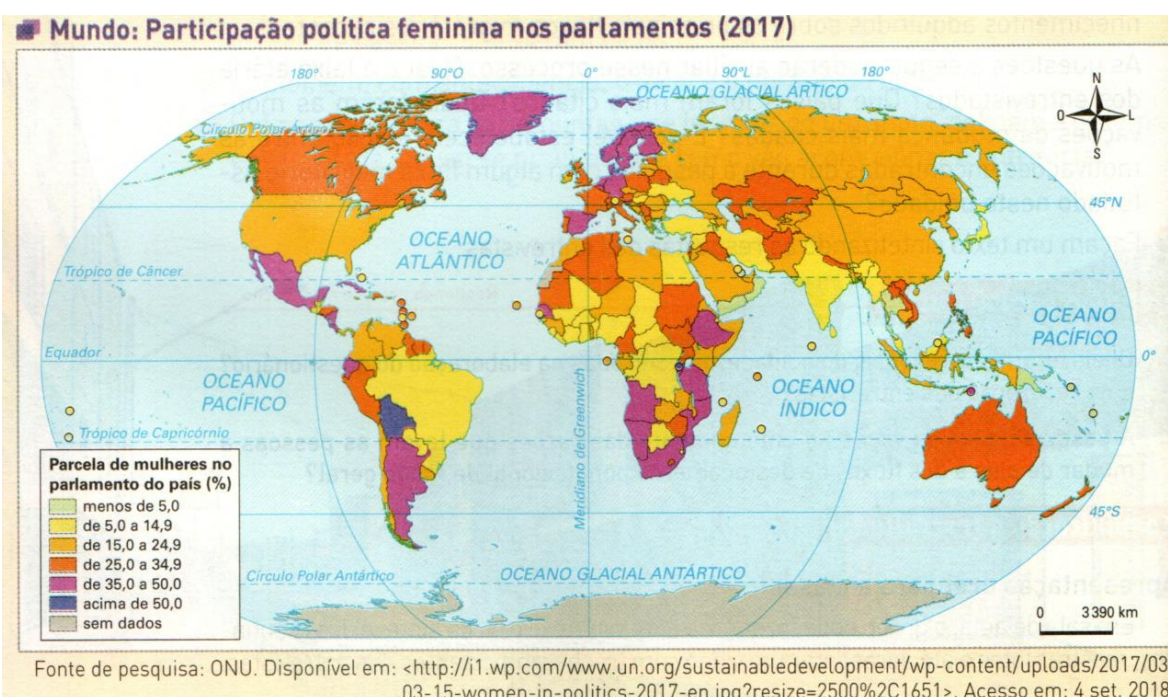 Mundo: Participação política feminina nos parlamentos (2017)
180° 90°O 0° 90°L 180°
OCEANO GLACIAL ÁRTICO
N
O L
S
Círculo Polar Ártico
45°N
OCEANO
ATLÂNTICO
Trópico de Câncer
OCEANO
PACÍFICO
Equador
0°
OCEANO
PACÍFICO
OCEANO
ÍNDICO
Meridiano de Greenwich
Trópico de Capricórnio
45°S
Parcela de mulheres no
parlamento do país (%)
menos de 5,0
de 5,0 a 14,9
de 15,0 a 24,9
de 25,0 a 34,9
de 35,0 a 50,0
acima de 50,0
sem dados
Círculo Polar Antártico
OCEANO GLACIAL ANTÁRTICO
0 3 390 km
Fonte de pesquisa: ONU. Disponível em: <http://i1.wp.com/www.un.org/sustainabledevelopment/wp-content/uploads/2017/03
03-15-women-in-politics-2017-en.jpg?resize=2500%2C1651>. Acesso em: 4 set. 2018